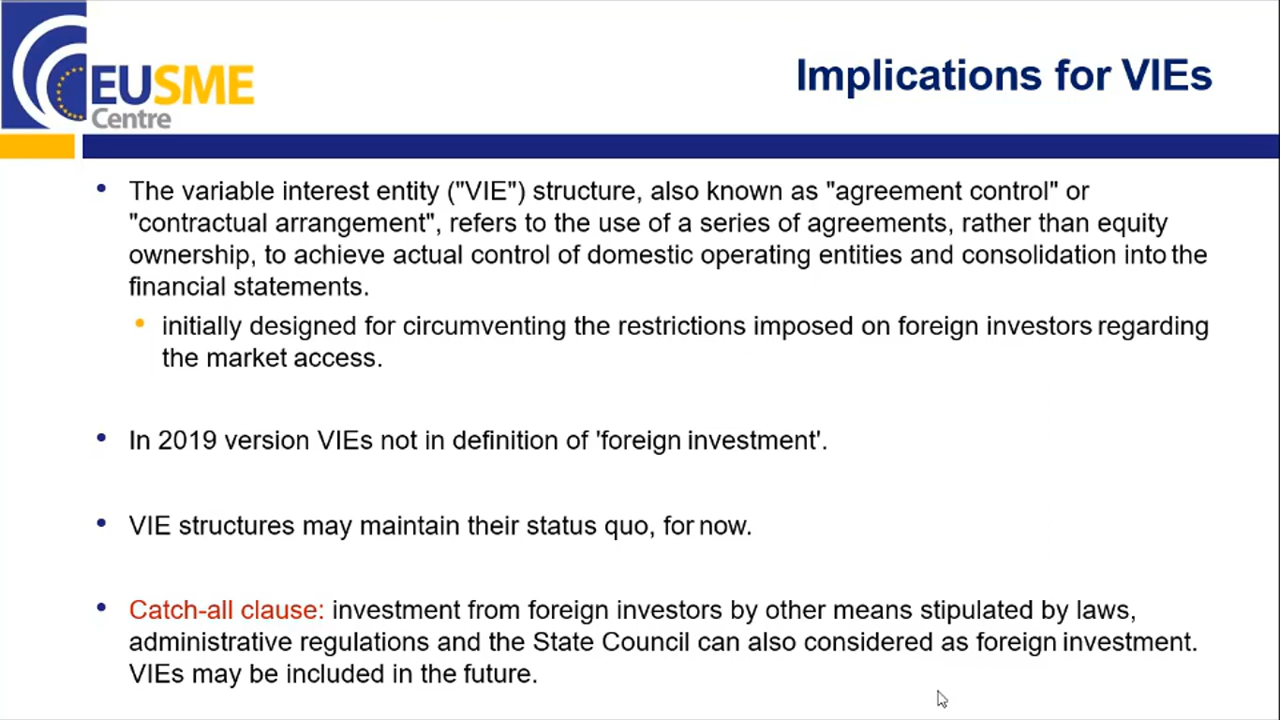 EUSME
Centre
Implications for VIEs
• The variable interest entity ("VIE") structure, also known as "agreement control" or
"contractual arrangement", refers to the use of a series of agreements, rather than equity
ownership, to achieve actual control of domestic operating entities and consolidation into the
financial statements.
• initially designed for circumventing the restrictions imposed on foreign investors regarding
the market access.
• In 2019 version VIEs not in definition of 'foreign investment'.
• VIE structures may maintain their status quo, for now.
• Catch-all clause: investment from foreign investors by other means stipulated by laws,
administrative regulations and the State Council can also considered as foreign investment.
VIEs may be included in the future.